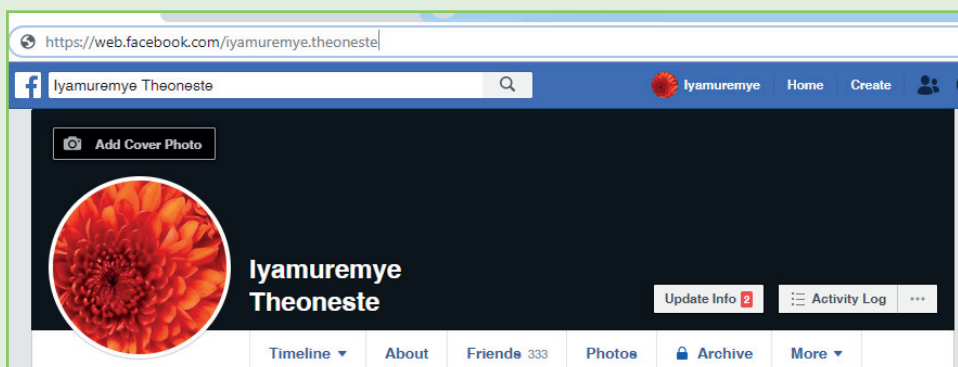 https://web.facebook.com/iyamuremye.theoneste
f Iyamuremye Theoneste Iyamuremye Home Create
Add Cover Photo
Iyamuremye
Theoneste
Update Info 2 Activity Log ...
Timeline About Friends 333 Photos Archive More